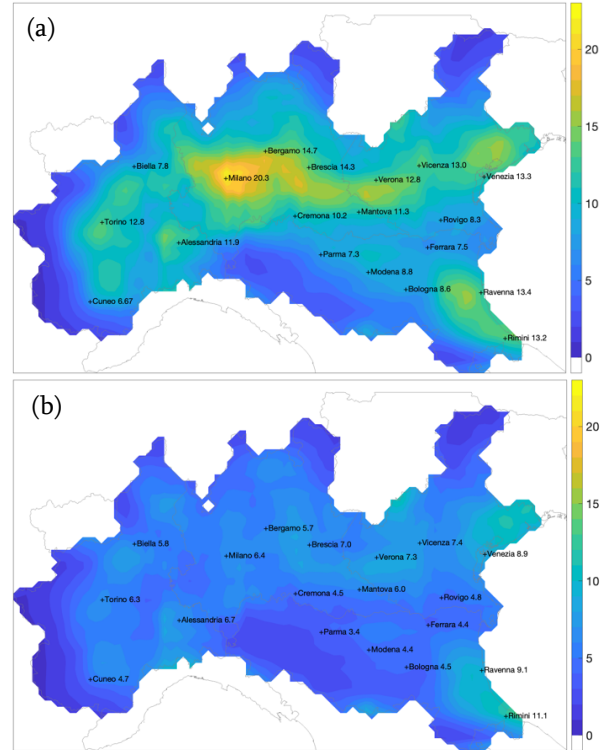 (a)
20
15
10
5
0
+Bergamo 14.7
+Biella 7.8
+Brescia 14.3
+Vicenza 13.0
+Milano 20.3
+Verona 12.8
+Venezia 13.3
+Cremona 10.2
+Mantova 11.3
+Torino 12.8
+Rovigo 8.3
+Alessandria 11.9
+Ferrara 7.5
+Parma 7.3
+Modena 8.8
+Bologna 8.6
+Ravenna 13.4
+Cuneo 6.67
+Rimini 13.2
(b)
20
15
10
5
0
+Bergamo 5.7
+Biella 5.8
+Brescia 7.0
+Vicenza 7.4
+Milano 6.4
+Verona 7.3
+Venezia 8.9
+Cremona 4.5
+Mantova 6.0
+Torino 6.3
+Rovigo 4.8
+Alessandria 6.7
+Ferrara 4.4
+Parma 3.4
+Modena 4.4
+Bologna 4.5
+Ravenna 9.1
+Cuneo 4.7
+Rimini 11.1